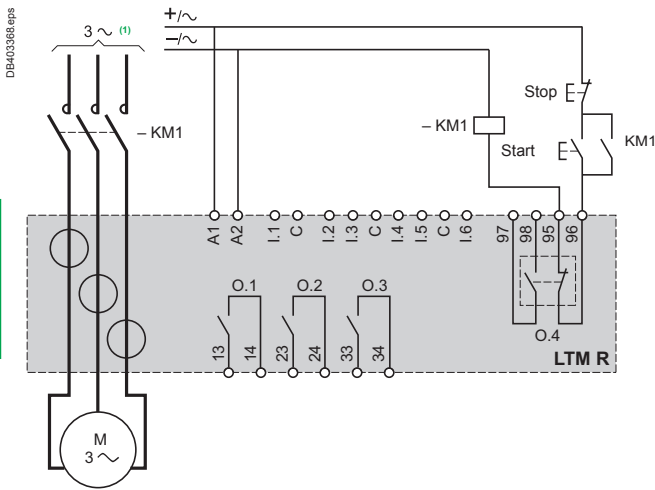 DB403368.eps
3 ∼ (1)
+/∼
−/∼
Stop
– KM1
– KM1
Start
KM1
A1
A2
I.1
C
I.2
I.3
C
I.4
I.5
C
I.6
97
98
95
96
O.1
O.2
O.3
O.4
13
14
23
24
33
34
LTM R
M
3 ∼